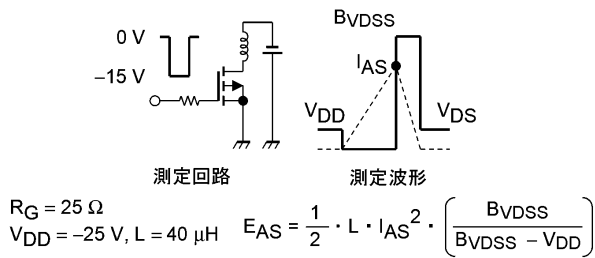 0 V
−15 V
BVDSS
IAS
VDD
VDS
測定回路
測定波形
RG = 25 Ω
VDD = −25 V, L = 40 μH
EAS = 1/2 · L · IAS² · (BVDSS / (BVDSS − VDD))